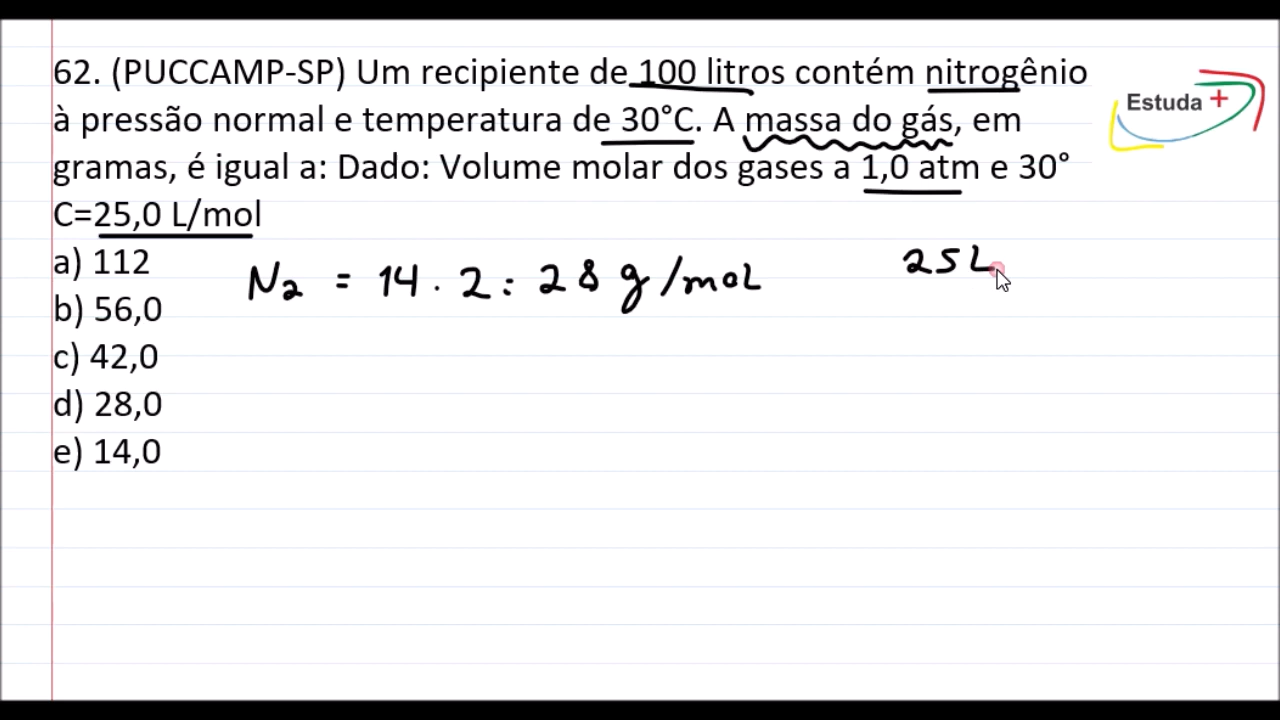 62. (PUCCAMP-SP) Um recipiente de 100 litros contém nitrogênio
à pressão normal e temperatura de 30°C. A massa do gás, em
gramas, é igual a: Dado: Volume molar dos gases a 1,0 atm e 30°
C=25,0 L/mol
Estuda +
a) 112
N2 = 14 . 2 : 28 g/mol
25L
b) 56,0
c) 42,0
d) 28,0
e) 14,0